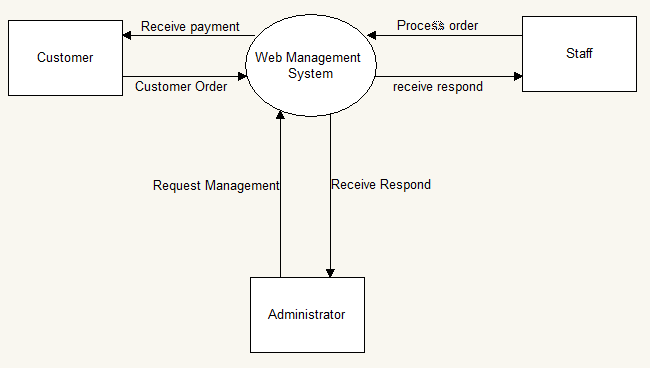 Receive payment
Process order
Customer
Web Management
System
Staff
Customer Order
receive respond
Request Management
Receive Respond
Administrator